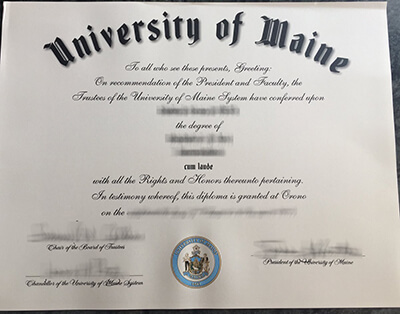 University of Maine
To all who see these presents, Greeting:
On recommendation of the President and Faculty, the
Trustees of the University of Maine System have conferred upon
the degree of
cum laude
with all the Rights and Honors thereunto pertaining.
In testimony whereof, this diploma is granted at Orono
on the
Chair of the Board of Trustees
Chancellor of the University of Maine System
President of the University of Maine